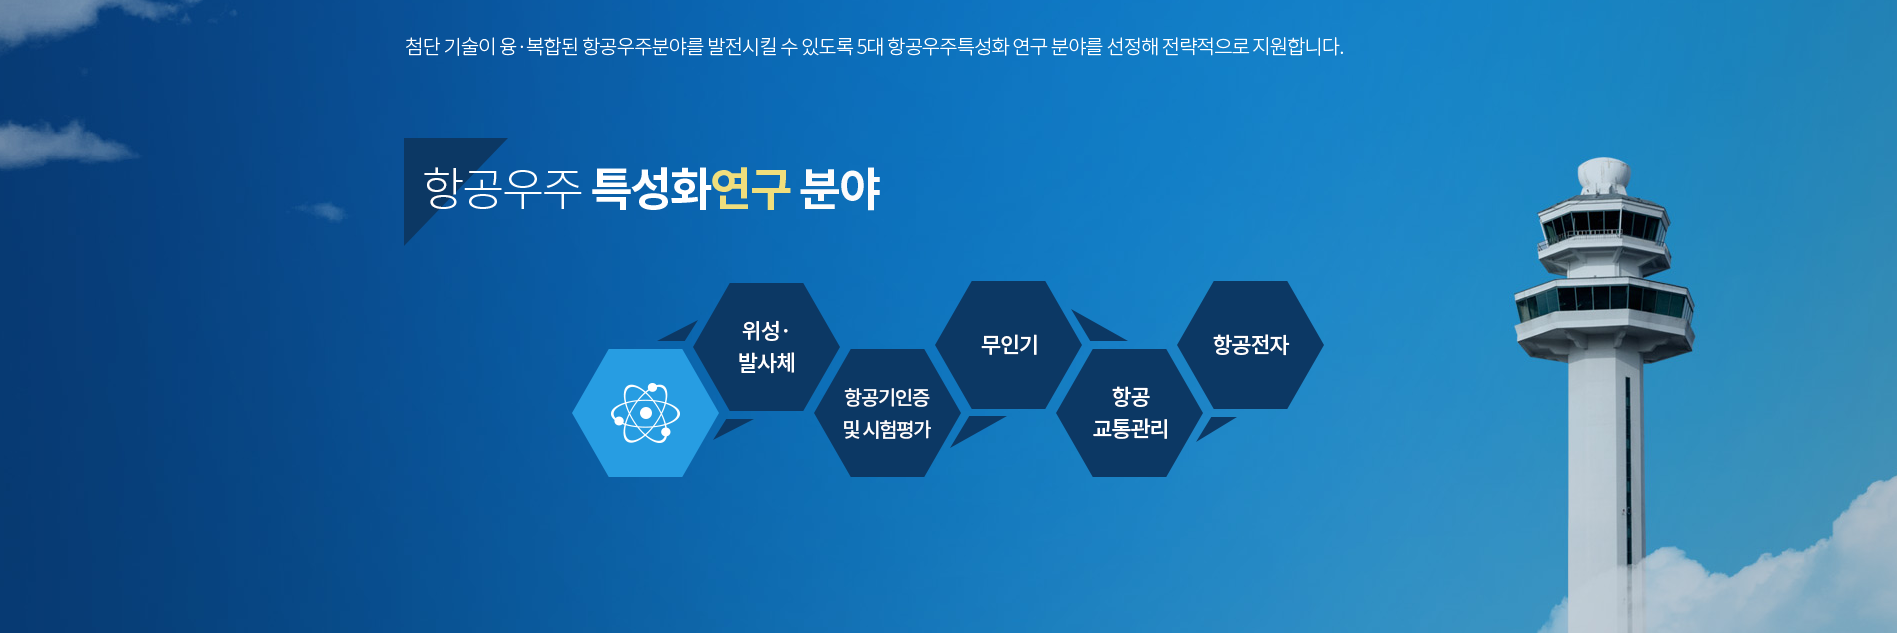 첨단 기술이 융·복합된 항공우주분야를 발전시킬 수 있도록 5대 항공우주특성화 연구 분야를 선정해 전략적으로 지원합니다.
항공우주 특성화연구 분야
위성·
발사체
항공기인증
및 시험평가
무인기
항공
교통관리
항공전자